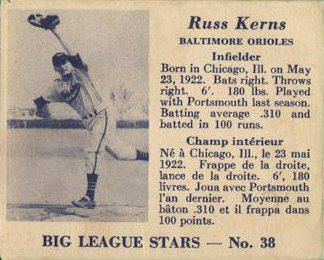 Russ Kerns
BALTIMORE ORIOLES
Infielder
Born in Chicago, Ill. on May
23, 1922. Bats right. Throws
right. 6'. 180 lbs. Played
with Portsmouth last season.
Batting average .310 and
batted in 100 runs.
Champ intérieur
Né à Chicago, Ill., le 23 mai
1922. Frappe de la droite,
lance de la droite. 6', 180
livres. Joua avec Portsmouth
l'an dernier. Moyenne au
bâton .310 et il frappa dans
100 points.
BIG LEAGUE STARS — No. 38